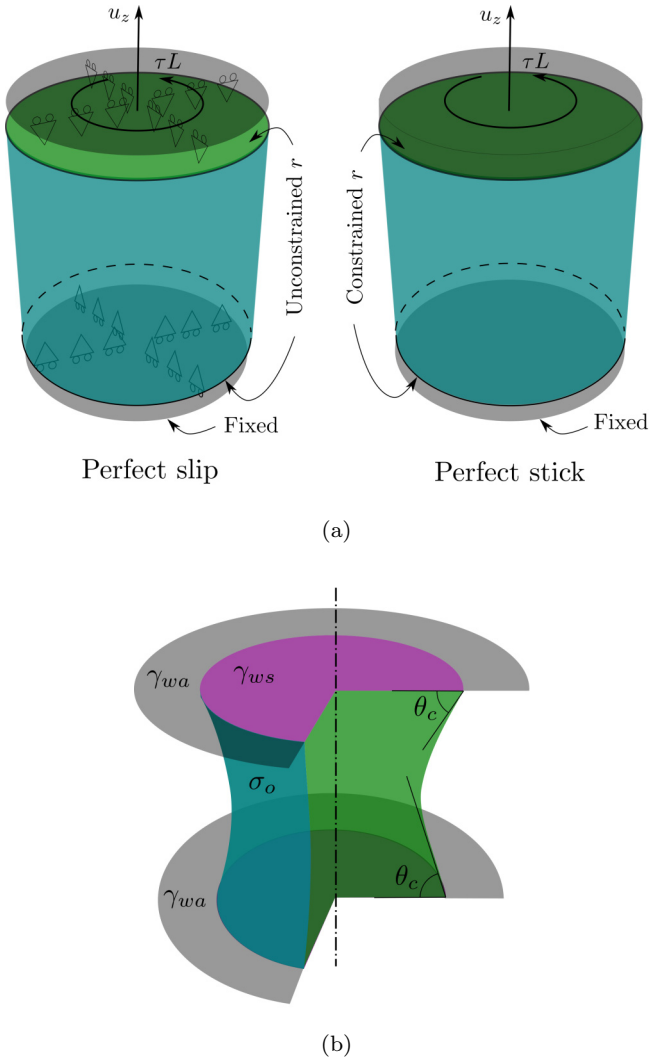 u_z
τL
u_z
τL
Unconstrained r
Constrained r
Fixed
Fixed
Perfect slip
Perfect stick
(a)
γ_wa
γ_ws
θ_c
σ_o
θ_c
γ_wa
(b)